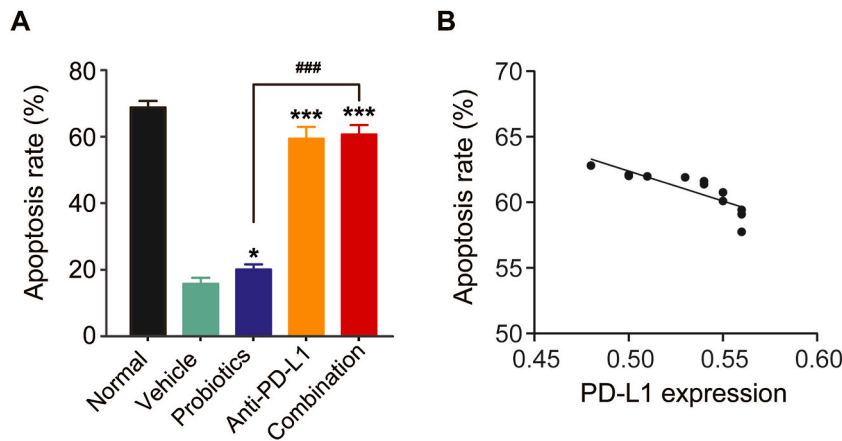 A
Apoptosis rate (%)
80
60
40
20
0
###
*
***
***
Normal
Vehicle
Probiotics
Anti-PD-L1
Combination
B
Apoptosis rate (%)
70
65
60
55
50
0.45
0.50
0.55
0.60
PD-L1 expression